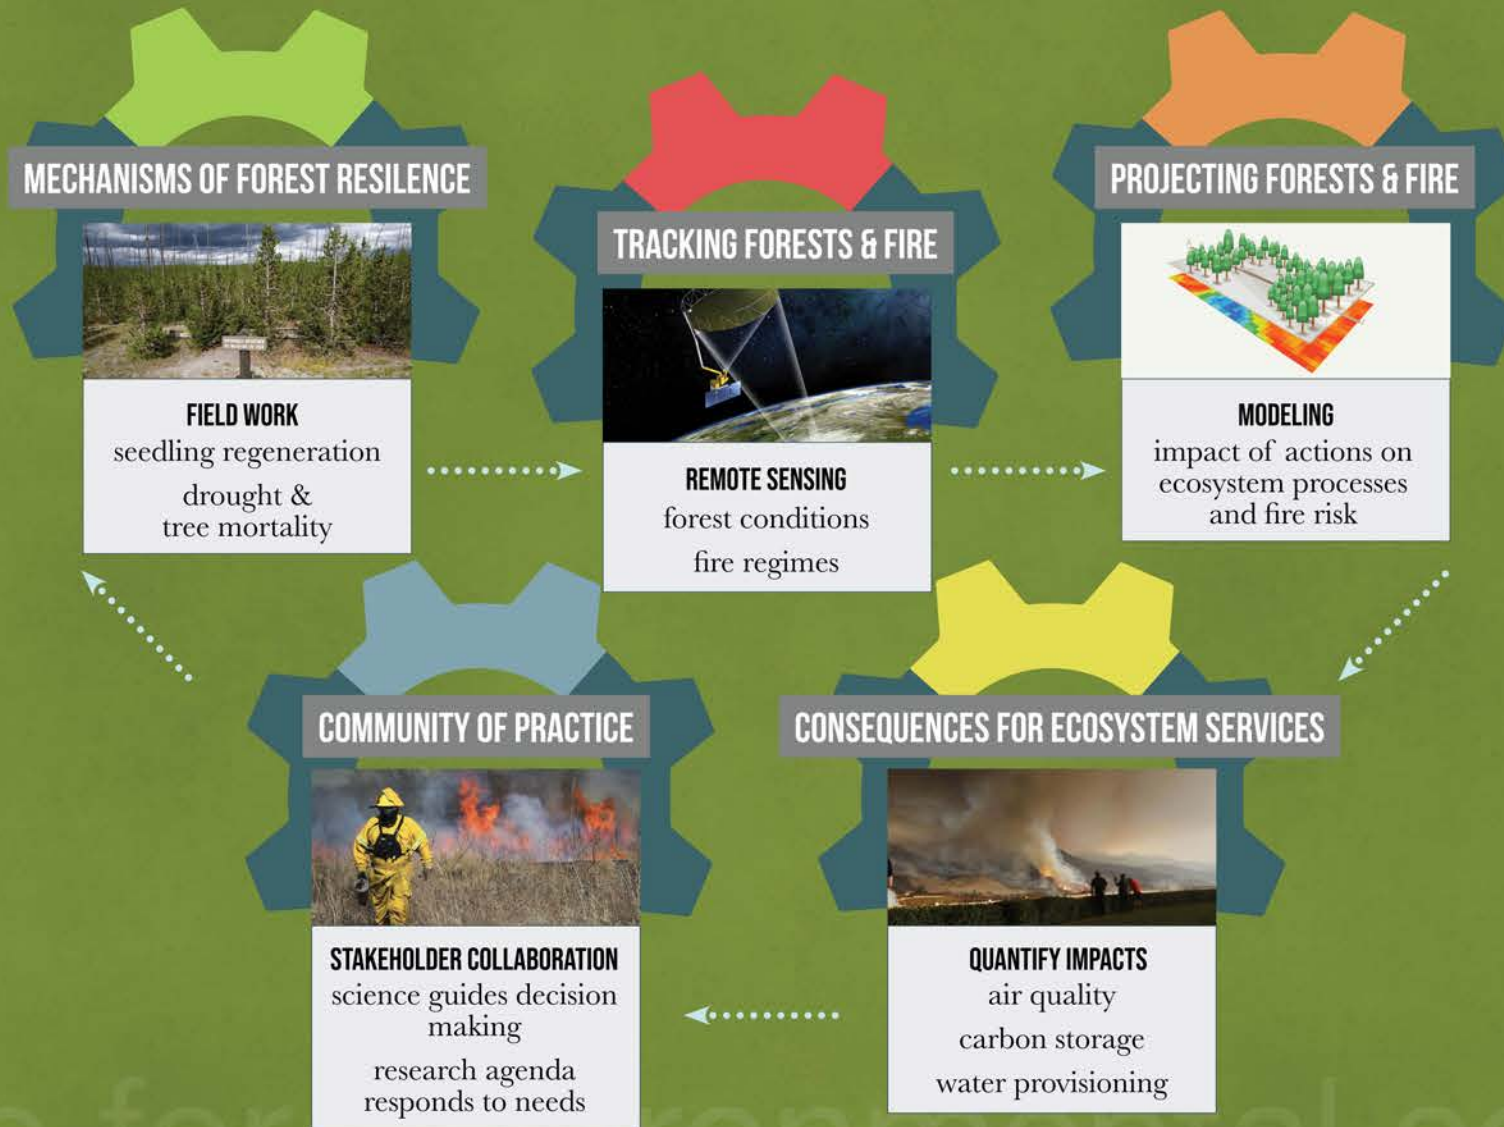 MECHANISMS OF FOREST RESILENCE
FIELD WORK
seedling regeneration
drought &
tree mortality
TRACKING FORESTS & FIRE
REMOTE SENSING
forest conditions
fire regimes
PROJECTING FORESTS & FIRE
MODELING
impact of actions on
ecosystem processes
and fire risk
CONSEQUENCES FOR ECOSYSTEM SERVICES
QUANTIFY IMPACTS
air quality
carbon storage
water provisioning
COMMUNITY OF PRACTICE
STAKEHOLDER COLLABORATION
science guides decision
making
research agenda
responds to needs